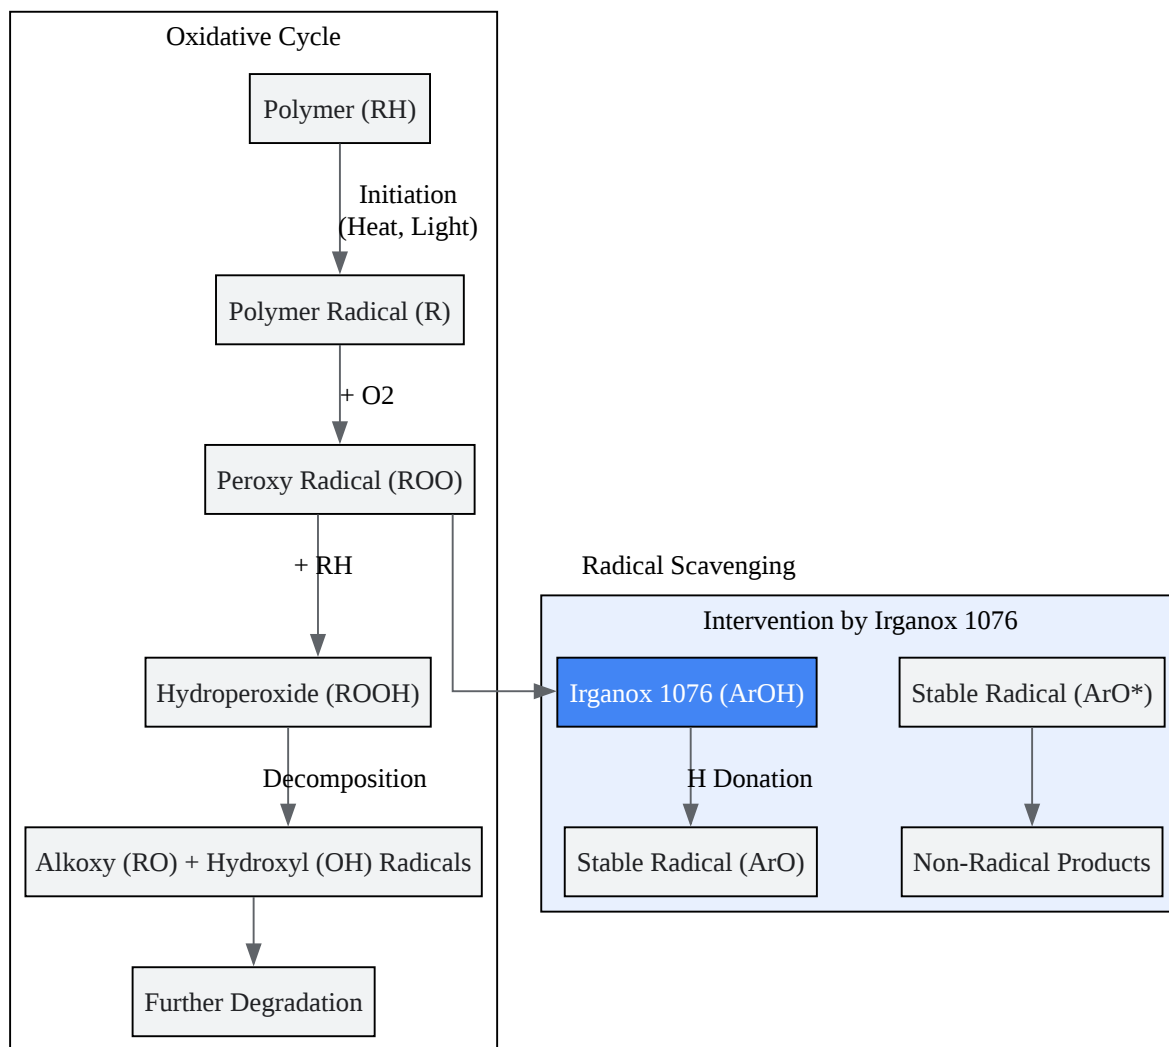 Oxidative Cycle
Polymer (RH)
Initiation
(Heat, Light)
Polymer Radical (R)
+ O2
Peroxy Radical (ROO)
+ RH
Radical Scavenging
Intervention by Irganox 1076
Hydroperoxide (ROOH)
Irganox 1076 (ArOH)
Stable Radical (ArO*)
Decomposition
H Donation
Alkoxy (RO) + Hydroxyl (OH) Radicals
Stable Radical (ArO)
Non-Radical Products
Further Degradation